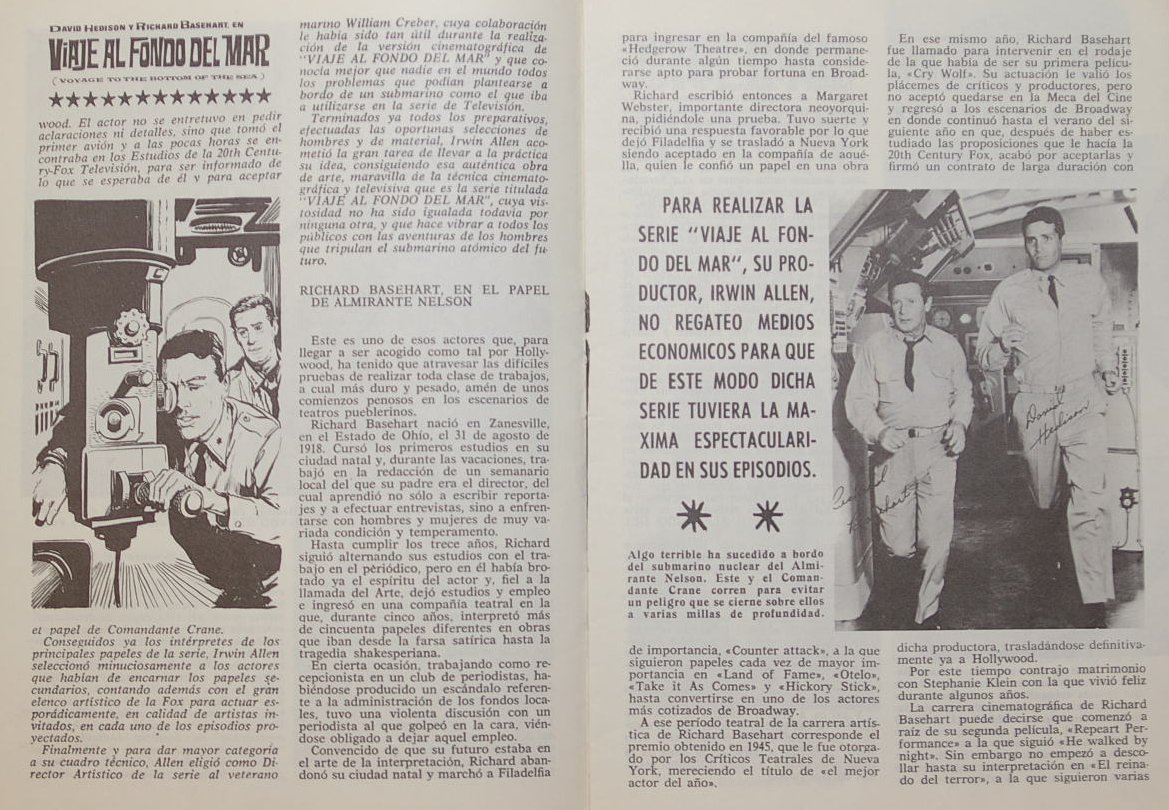 DAVID HEDISON Y RICHARD BASEHART, EN
VIAJE AL FONDO DEL MAR
(VOYAGE TO THE BOTTOM OF THE SEA)
wood. El actor no se entretuvo en pedir
aclaraciones ni detalles, sino que tomó el
primer avión y a las pocas horas se en-
contraba en los Estudios de la 20th Centu-
ry-Fox Televisión, para ser informado de
lo que se esperaba de él y para aceptar
el papel de Comandante Crane.
Conseguidos ya los intérpretes de los
principales papeles de la serie, Irwin Allen
seleccionó minuciosamente a los actores
que habían de encarnar los papeles se-
cundarios, contando además con el gran
elenco artístico de la Fox para actuar es-
porádicamente, en calidad de artistas in-
vitados, en cada uno de los episodios pro-
yectados.
Finalmente y para dar mayor categoría
a su cuadro técnico, Allen eligió como Di-
rector Artístico de la serie al veterano
marino William Creber, cuya colaboración
le había sido tan útil durante la realiza-
ción de la versión cinematográfica de
"VIAJE AL FONDO DEL MAR" y que co-
nocía mejor que nadie en el mundo todos
los problemas que podían plantearse a
bordo de un submarino como el que iba
a utilizarse en la serie de Televisión.
Terminados ya todos los preparativos,
efectuadas las oportunas selecciones de
hombres y de material, Irwin Allen aco-
metió la gran tarea de llevar a la práctica
su idea, consiguiendo esa auténtica obra
de arte, maravilla de la técnica cinemato-
gráfica y televisiva que es la serie titulada
"VIAJE AL FONDO DEL MAR", cuya vis-
tosidad no ha sido igualada todavía por
ninguna otra, y que hace vibrar a todos los
públicos con las aventuras de los hombres
que tripulan el submarino atómico del fu-
turo.
RICHARD BASEHART, EN EL PAPEL
DE ALMIRANTE NELSON
Este es uno de esos actores que, para
llegar a ser acogido como tal por Holly-
wood, ha tenido que atravesar las difíciles
pruebas de realizar toda clase de trabajos,
a cual más duro y pesado, amén de unos
comienzos penosos en los escenarios de
teatros pueblerinos.
Richard Basehart nació en Zanesville,
en el Estado de Ohío, el 31 de agosto de
1918. Cursó los primeros estudios en su
ciudad natal y, durante las vacaciones, tra-
bajó en la redacción de un semanario
local del que su padre era el director, del
cual aprendió no sólo a escribir reporta-
jes y a efectuar entrevistas, sino a enfren-
tarse con hombres y mujeres de muy va-
riada condición y temperamento.
Hasta cumplir los trece años, Richard
siguió alternando sus estudios con el tra-
bajo en el periódico, pero en él había bro-
tado ya el espíritu del actor y, fiel a la
llamada del Arte, dejó estudios y empleo
e ingresó en una compañía teatral en la
que, durante cinco años, interpretó más
de cincuenta papeles diferentes en obras
que iban desde la farsa satírica hasta la
tragedia shakesperiana.
En cierta ocasión, trabajando como re-
cepcionista en un club de periodistas, ha-
biéndose producido un escándalo referen-
te a la administración de los fondos loca-
les, tuvo una violenta discusión con un
periodista al que golpeó en la cara, vién-
dose obligado a dejar aquel empleo.
Convencido de que su futuro estaba en
el arte de la interpretación, Richard aban-
donó su ciudad natal y marchó a Filadelfia
para ingresar en la compañía del famoso
«Hedgerow Theatre», en donde permane-
ció durante algún tiempo hasta conside-
rarse apto para probar fortuna en Broad-
way.
Richard escribió entonces a Margaret
Webster, importante directora neoyorqui-
na, pidiéndole una prueba. Tuvo suerte y
recibió una respuesta favorable por lo que
dejó Filadelfia y se trasladó a Nueva York
siendo aceptado en la compañía de aqué-
lla, quien le confió un papel en una obra
PARA REALIZAR LA
SERIE "VIAJE AL FON-
DO DEL MAR", SU PRO-
DUCTOR, IRWIN ALLEN,
NO REGATEO MEDIOS
ECONOMICOS PARA QUE
DE ESTE MODO DICHA
SERIE TUVIERA LA MA-
XIMA ESPECTACULARI-
DAD EN SUS EPISODIOS.
Algo terrible ha sucedido a bordo
del submarino nuclear del Almi-
rante Nelson. Este y el Coman-
dante Crane corren para evitar
un peligro que se cierne sobre ellos
a varias millas de profundidad.
de importancia, «Counter attack», a la que
siguieron papeles cada vez de mayor im-
portancia en «Land of Fame», «Otelo»,
«Take it As Comes» y «Hickory Stick»,
hasta convertirse en uno de los actores
más cotizados de Broadway.
A ese período teatral de la carrera artís-
tica de Richard Basehart corresponde el
premio obtenido en 1945, que le fue otorga-
do por los Críticos Teatrales de Nueva
York, mereciendo el título de «el mejor
actor del año».
En ese mismo año, Richard Basehart
fue llamado para intervenir en el rodaje
de la que había de ser su primera pelícu-
la, «Cry Wolf». Su actuación le valió los
plácemes de críticos y productores, pero
no aceptó quedarse en la Meca del Cine
y regresó a los escenarios de Broadway
en donde continuó hasta el verano del si-
guiente año en que, después de haber es-
tudiado las proposiciones que le hacía la
20th Century Fox, acabó por aceptarlas y
firmó un contrato de larga duración con
David
Hedison
dicha productora, trasladándose definitiva-
mente ya a Hollywood.
Por este tiempo contrajo matrimonio
con Stephanie Klein con la que vivió feliz
durante algunos años.
La carrera cinematográfica de Richard
Basehart puede decirse que comenzó a
raíz de su segunda película, «Repeart Per-
formance» a la que siguió «He walked by
night». Sin embargo no empezó a desco-
llar hasta su interpretación en «El reina-
do del terror», a la que siguieron varias